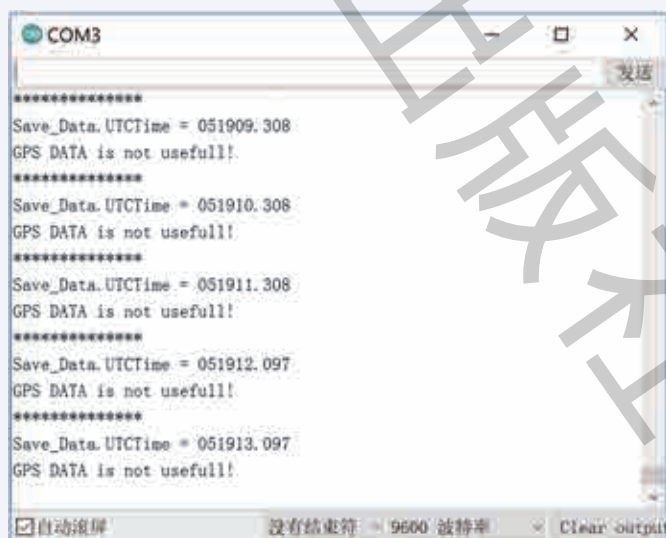 COM3
发送
**************
Save_Data.UTCTime = 051909.308
GPS DATA is not usefull!
**************
Save_Data.UTCTime = 051910.308
GPS DATA is not usefull!
**************
Save_Data.UTCTime = 051911.308
GPS DATA is not usefull!
**************
Save_Data.UTCTime = 051912.097
GPS DATA is not usefull!
**************
Save_Data.UTCTime = 051913.097
GPS DATA is not usefull!
自动滚屏 没有结束符 9600 波特率 Clear output
出版社